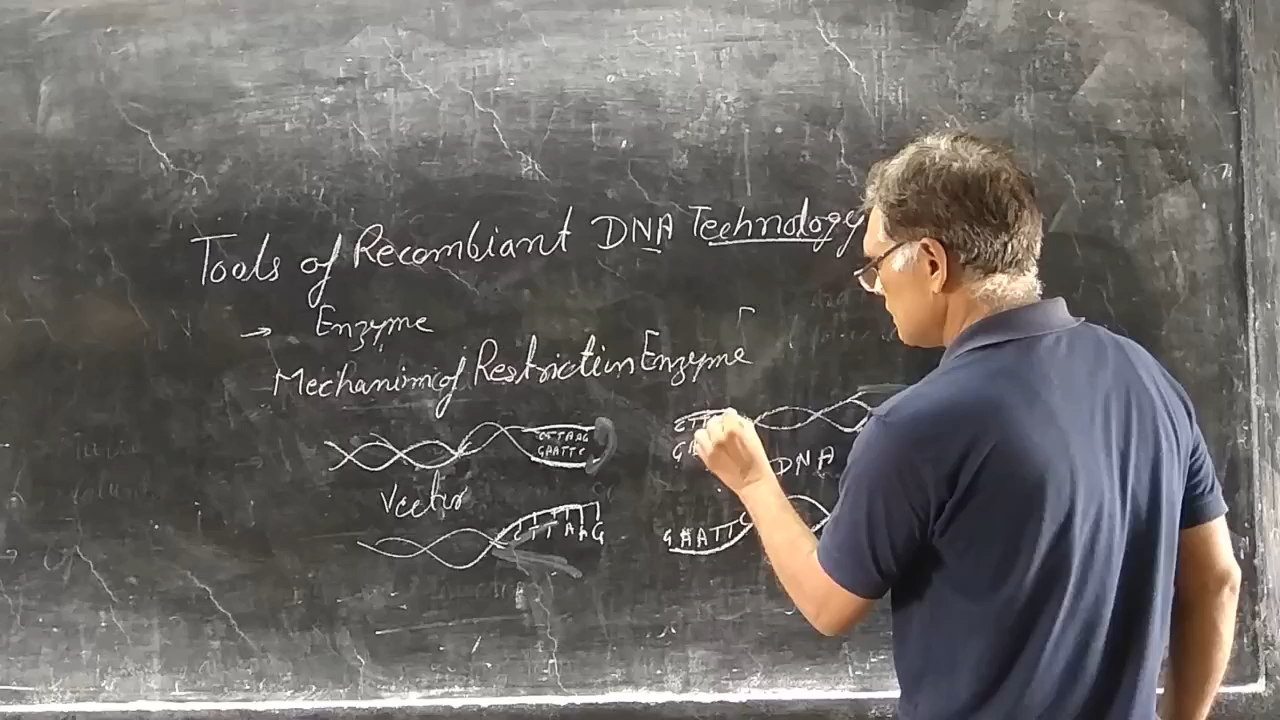 Tools of Recombiant DNA Technology
→ Enzyme
Mechanim of Restriction Enzyme
CTTAAG
GAATTC
Vector
DNA
CTTAAG
GAATTC